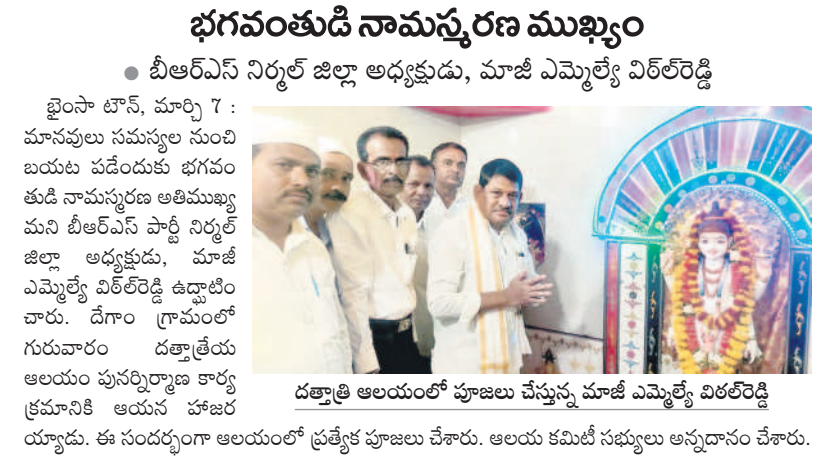 భగవంతుడి నామస్మరణ ముఖ్యం
● బీఆర్ఎస్ నిర్మల్ జిల్లా అధ్యక్షుడు, మాజీ ఎమ్మెల్యే విఠ్‌ల్‌రెడ్డి
భైంసా టౌన్, మార్చి 7 :
మానవులు సమస్యల నుంచి
బయట పడేందుకు భగవం
తుడి నామస్మరణ అతిముఖ్య
మని బీఆర్ఎస్ పార్టీ నిర్మల్
జిల్లా అధ్యక్షుడు, మాజీ
ఎమ్మెల్యే విఠ్‌ల్‌రెడ్డి ఉద్ఘాటిం
చారు. దేగాం గ్రామంలో
గురువారం దత్తాత్రేయ
ఆలయం పునర్నిర్మాణ కార్య
క్రమానికి ఆయన హాజర
య్యాడు. ఈ సందర్భంగా ఆలయంలో ప్రత్యేక పూజలు చేశారు. ఆలయ కమిటీ సభ్యులు అన్నదానం చేశారు.
దత్తాత్రి ఆలయంలో పూజలు చేస్తున్న మాజీ ఎమ్మెల్యే విఠల్‌రెడ్డి